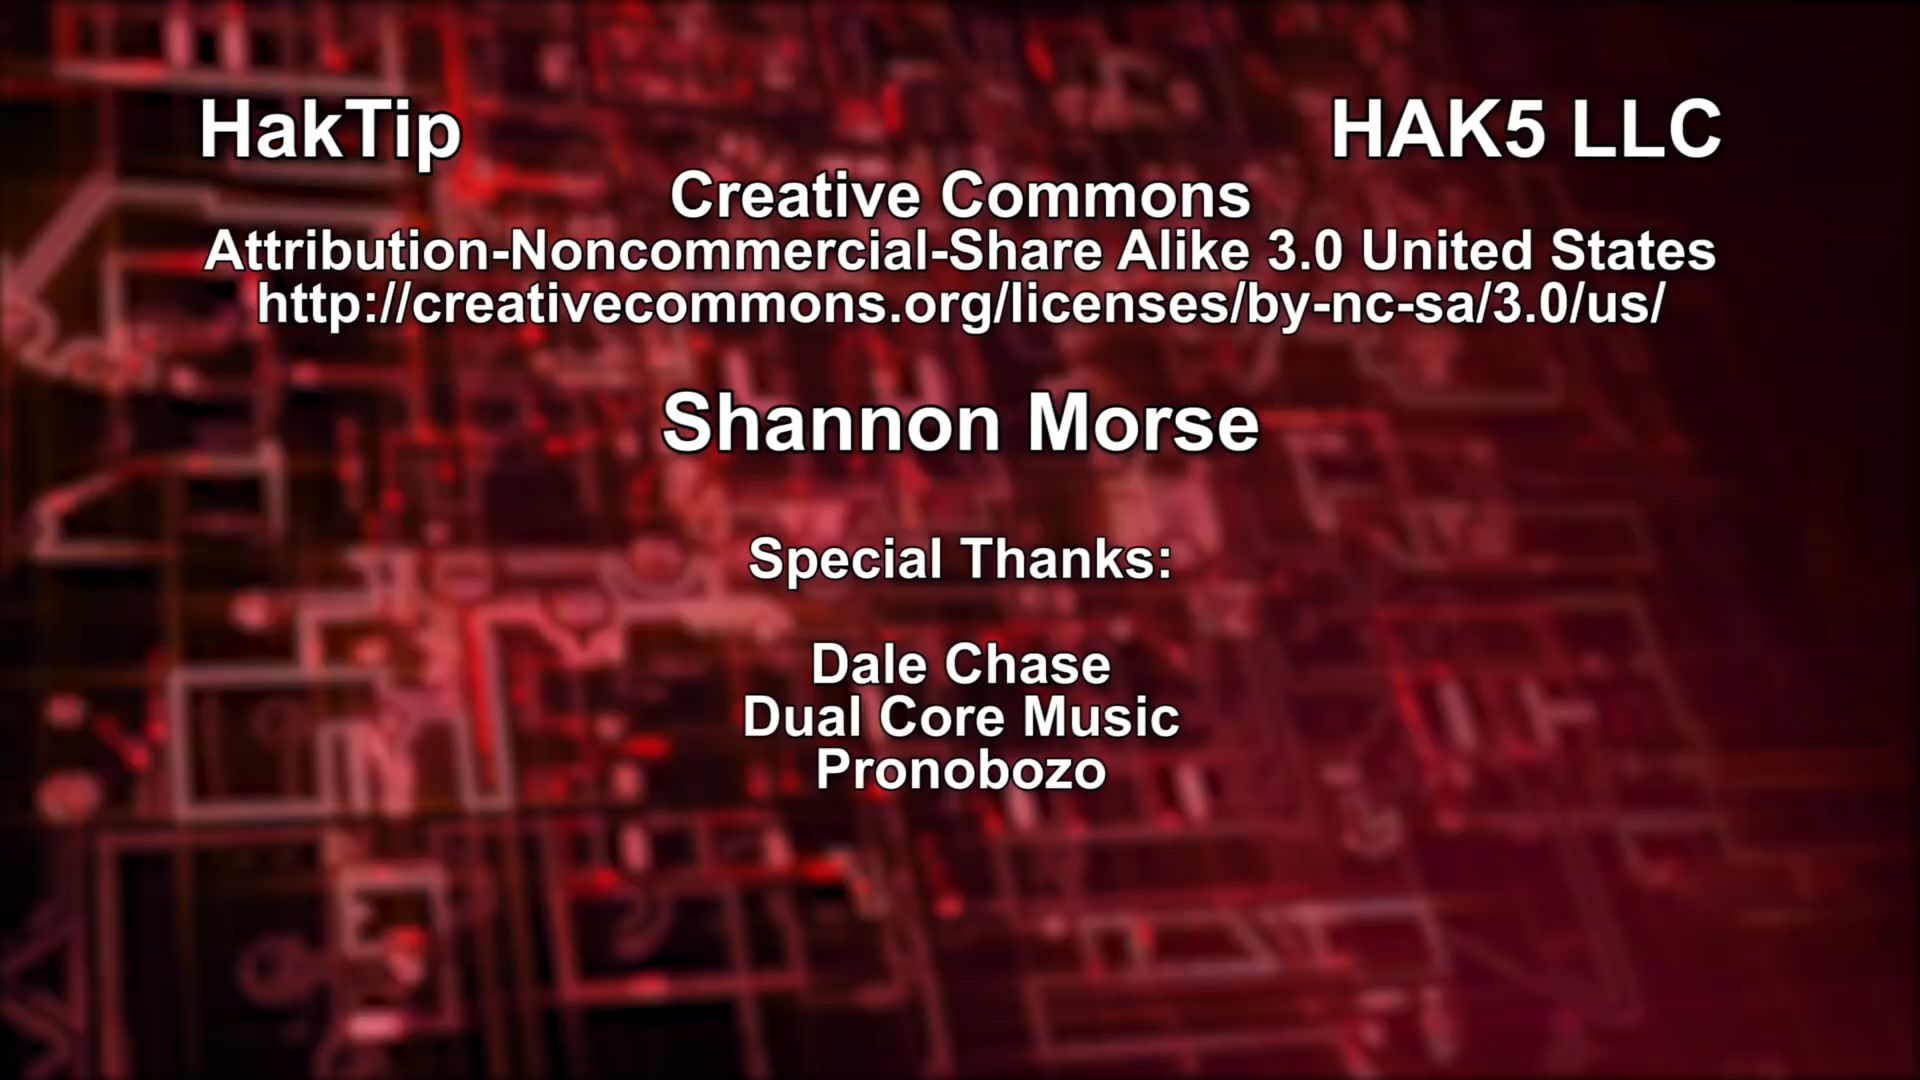 HakTip HAK5 LLC
Creative Commons
Attribution-Noncommercial-Share Alike 3.0 United States
http://creativecommons.org/licenses/by-nc-sa/3.0/us/
Shannon Morse
Special Thanks:
Dale Chase
Dual Core Music
Pronobozo